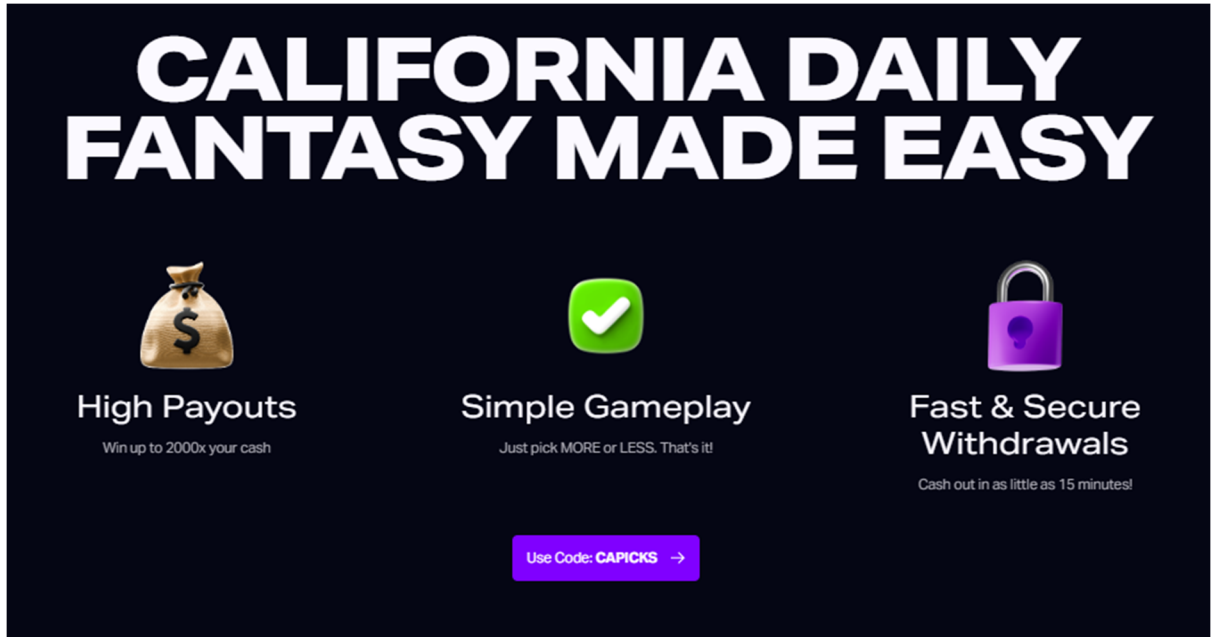 CALIFORNIA DAILY
FANTASY MADE EASY
$
High Payouts
Win up to 2000x your cash
Simple Gameplay
Just pick MORE or LESS. That's it!
Fast & Secure
Withdrawals
Cash out in as little as 15 minutes!
Use Code: CAPICKS →